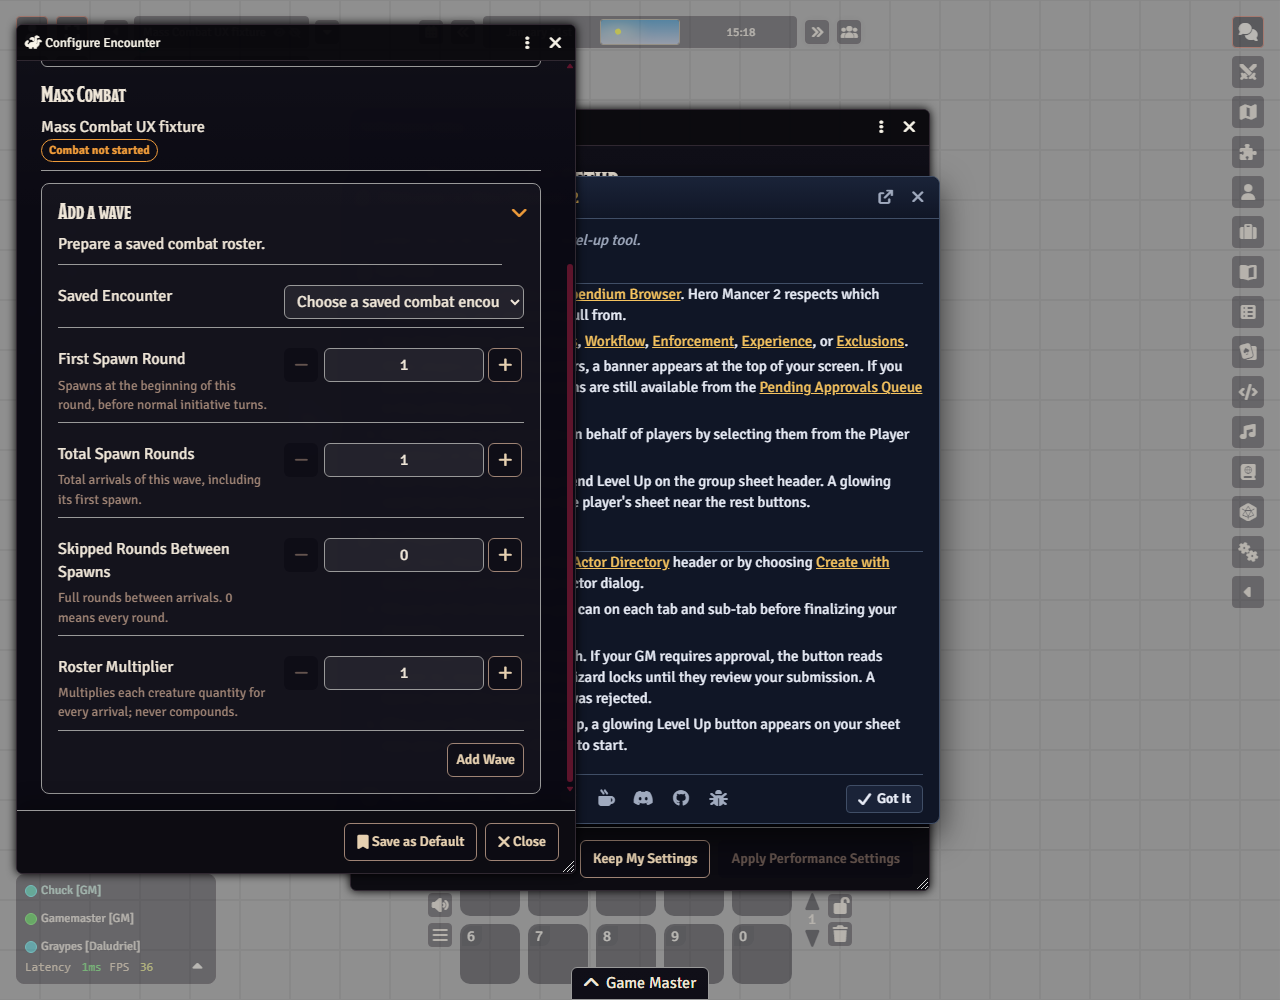 Configure Encounter
15:18
Mass Combat
Mass Combat UX fixture
Combat not started
Add a wave
Prepare a saved combat roster.
Saved Encounter
Choose a saved combat encou
First Spawn Round
1
Spawns at the beginning of this
round, before normal initiative turns.
Total Spawn Rounds
1
Total arrivals of this wave, including
its first spawn.
Skipped Rounds Between
Spawns
0
Full rounds between arrivals. 0
means every round.
Roster Multiplier
1
Multiplies each creature quantity for
every arrival; never compounds.
Add Wave
Save as Default
Close
el-up tool.
endium Browser. Hero Mancer 2 respects which
ull from.
, Workflow, Enforcement, Experience, or Exclusions.
rs, a banner appears at the top of your screen. If you
ns are still available from the Pending Approvals Queue
n behalf of players by selecting them from the Player
end Level Up on the group sheet header. A glowing
e player's sheet near the rest buttons.
Actor Directory header or by choosing Create with
ctor dialog.
can on each tab and sub-tab before finalizing your
h. If your GM requires approval, the button reads
izard locks until they review your submission. A
was rejected.
p, a glowing Level Up button appears on your sheet
to start.
Got It
Keep My Settings
Apply Performance Settings
Chuck [GM]
Gamemaster [GM]
Graypes [Daludriel]
Latency 1ms FPS 36
1
6
7
8
9
0
Game Master